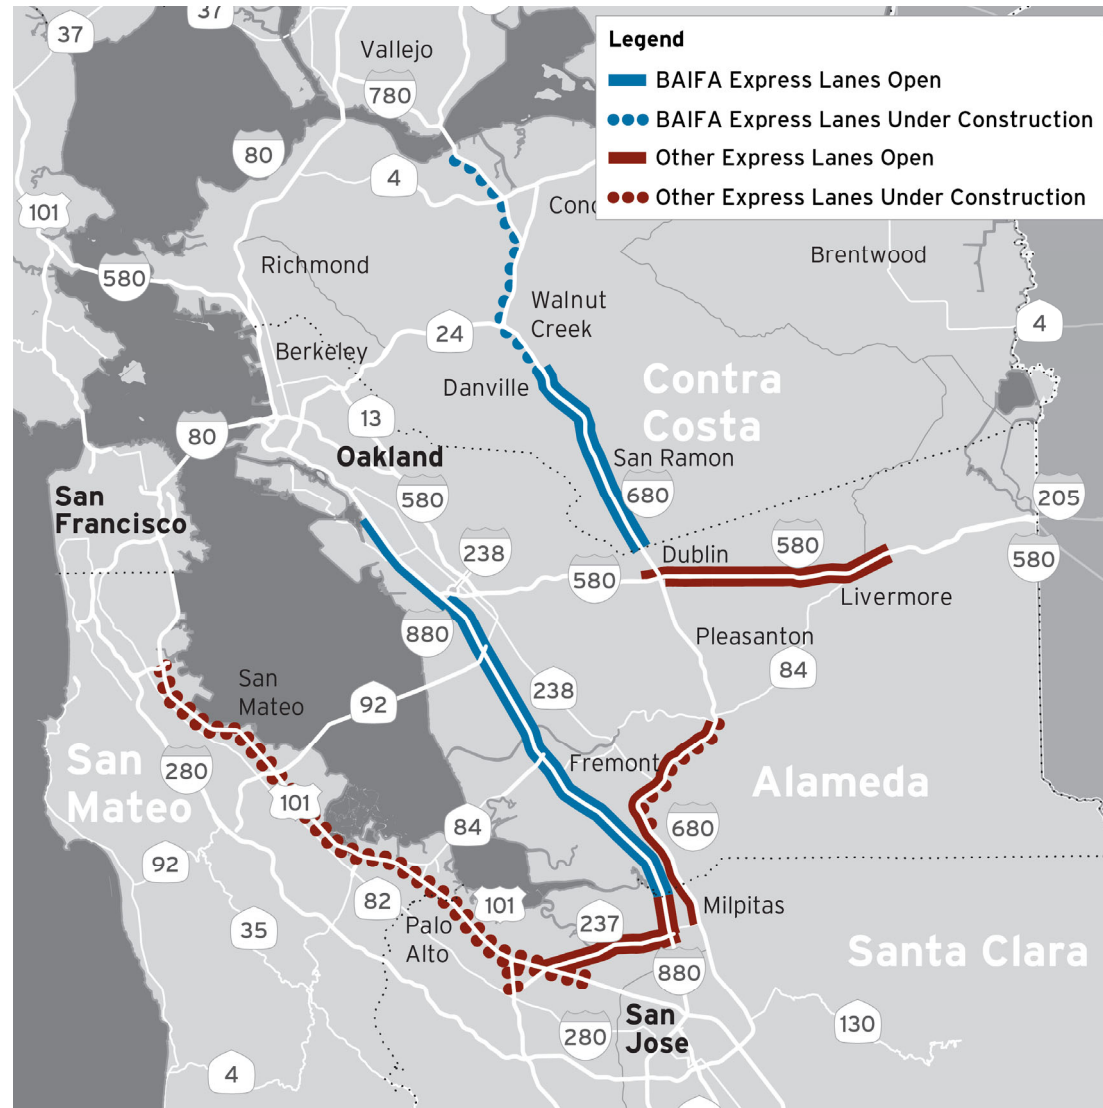 37
37
Vallejo
780
80
4
101
580
Legend
BAIFA Express Lanes Open
BAIFA Express Lanes Under Construction
Other Express Lanes Open
Other Express Lanes Under Construction
Conc
Richmond
Brentwood
Walnut
Creek
24
4
Berkeley
Danville
Contra
Costa
13
80
Oakland
San Ramon
580
680
205
San
Francisco
238
Dublin
580
580
580
Livermore
880
Pleasanton
84
San
Mateo
92
238
San
Mateo
280
Fremont
Alameda
101
84
680
92
82
101
Milpitas
35
Palo
Alto
237
Santa Clara
880
San
Jose
280
130
4